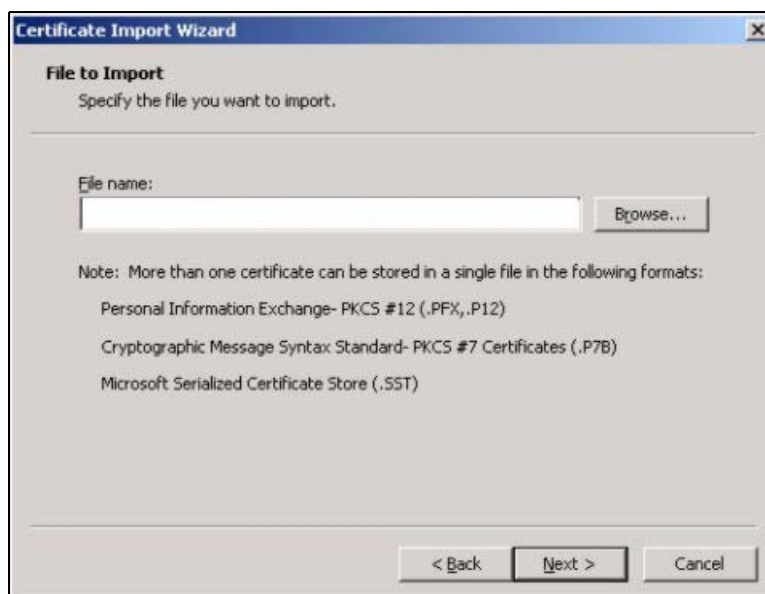 Certificate Import Wizard
File to Import
Specify the file you want to import.
File name:
Browse...
Note: More than one certificate can be stored in a single file in the following formats:
Personal Information Exchange- PKCS #12 (.PFX,.P12)
Cryptographic Message Syntax Standard- PKCS #7 Certificates (.P7B)
Microsoft Serialized Certificate Store (.SST)
< Back Next > Cancel